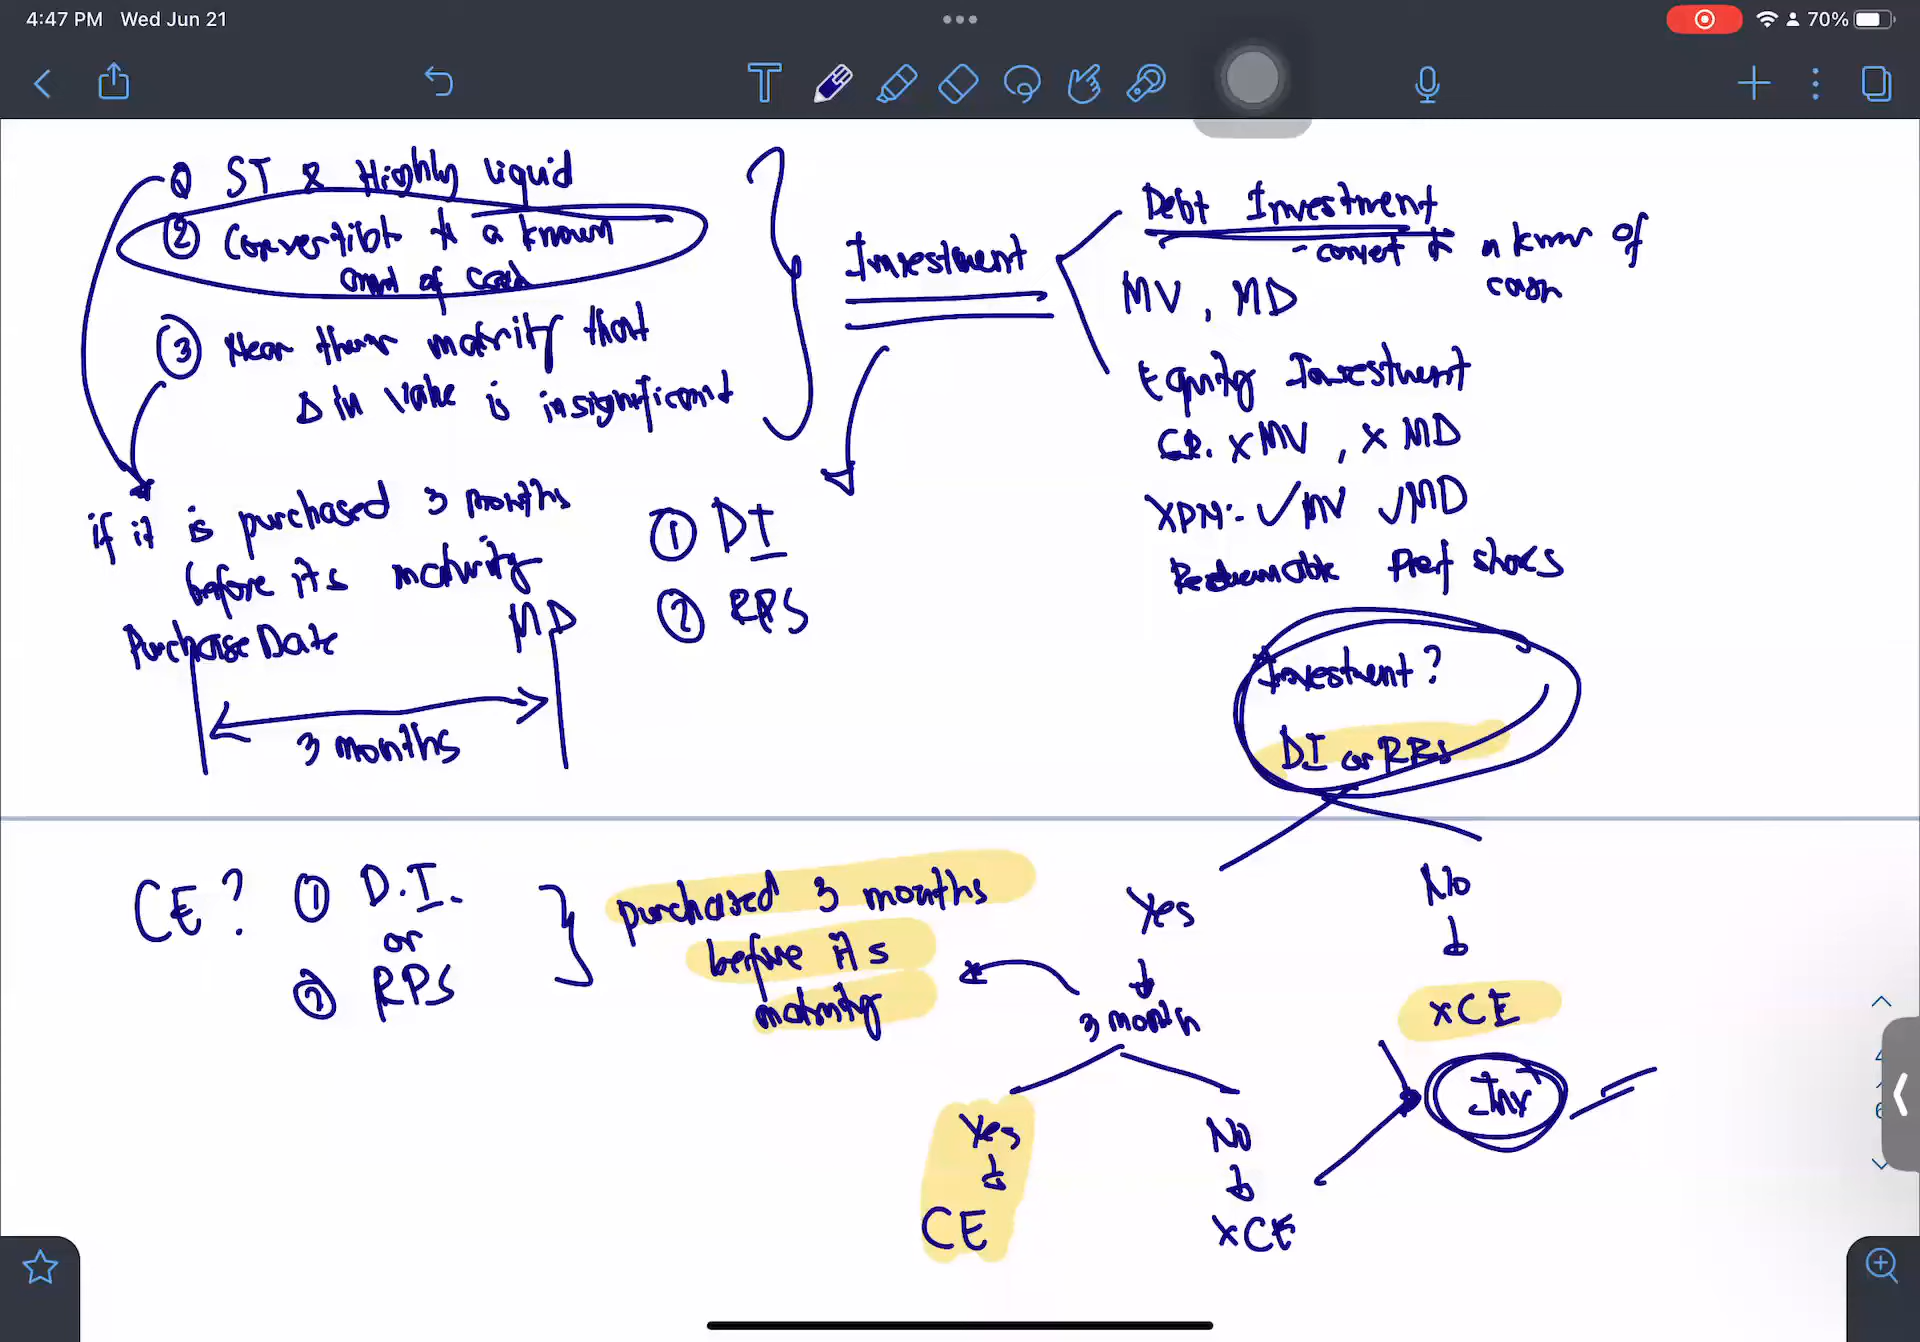 4:47 PM Wed Jun 21
70%
① ST & Highly liquid
② Convertible to a known
amt of cash
③ Near their maturity that
Δ in value is insignificant
if it is purchased 3 months
before its maturity
Purchase Date MD
3 months
Investment
① DI
② RPS
Debt Investment
- convert to a know of
cash
MV, MD
Equity Investment
X MV, X MD
✓MV ✓MD
Redeemable Pref shares
Investment?
DI or RPS
CE? ① D.I.
or
② RPS
purchased 3 months
before its
maturity
Yes
3 month
Yes
CE
No
XCE
No
XCE
Inv